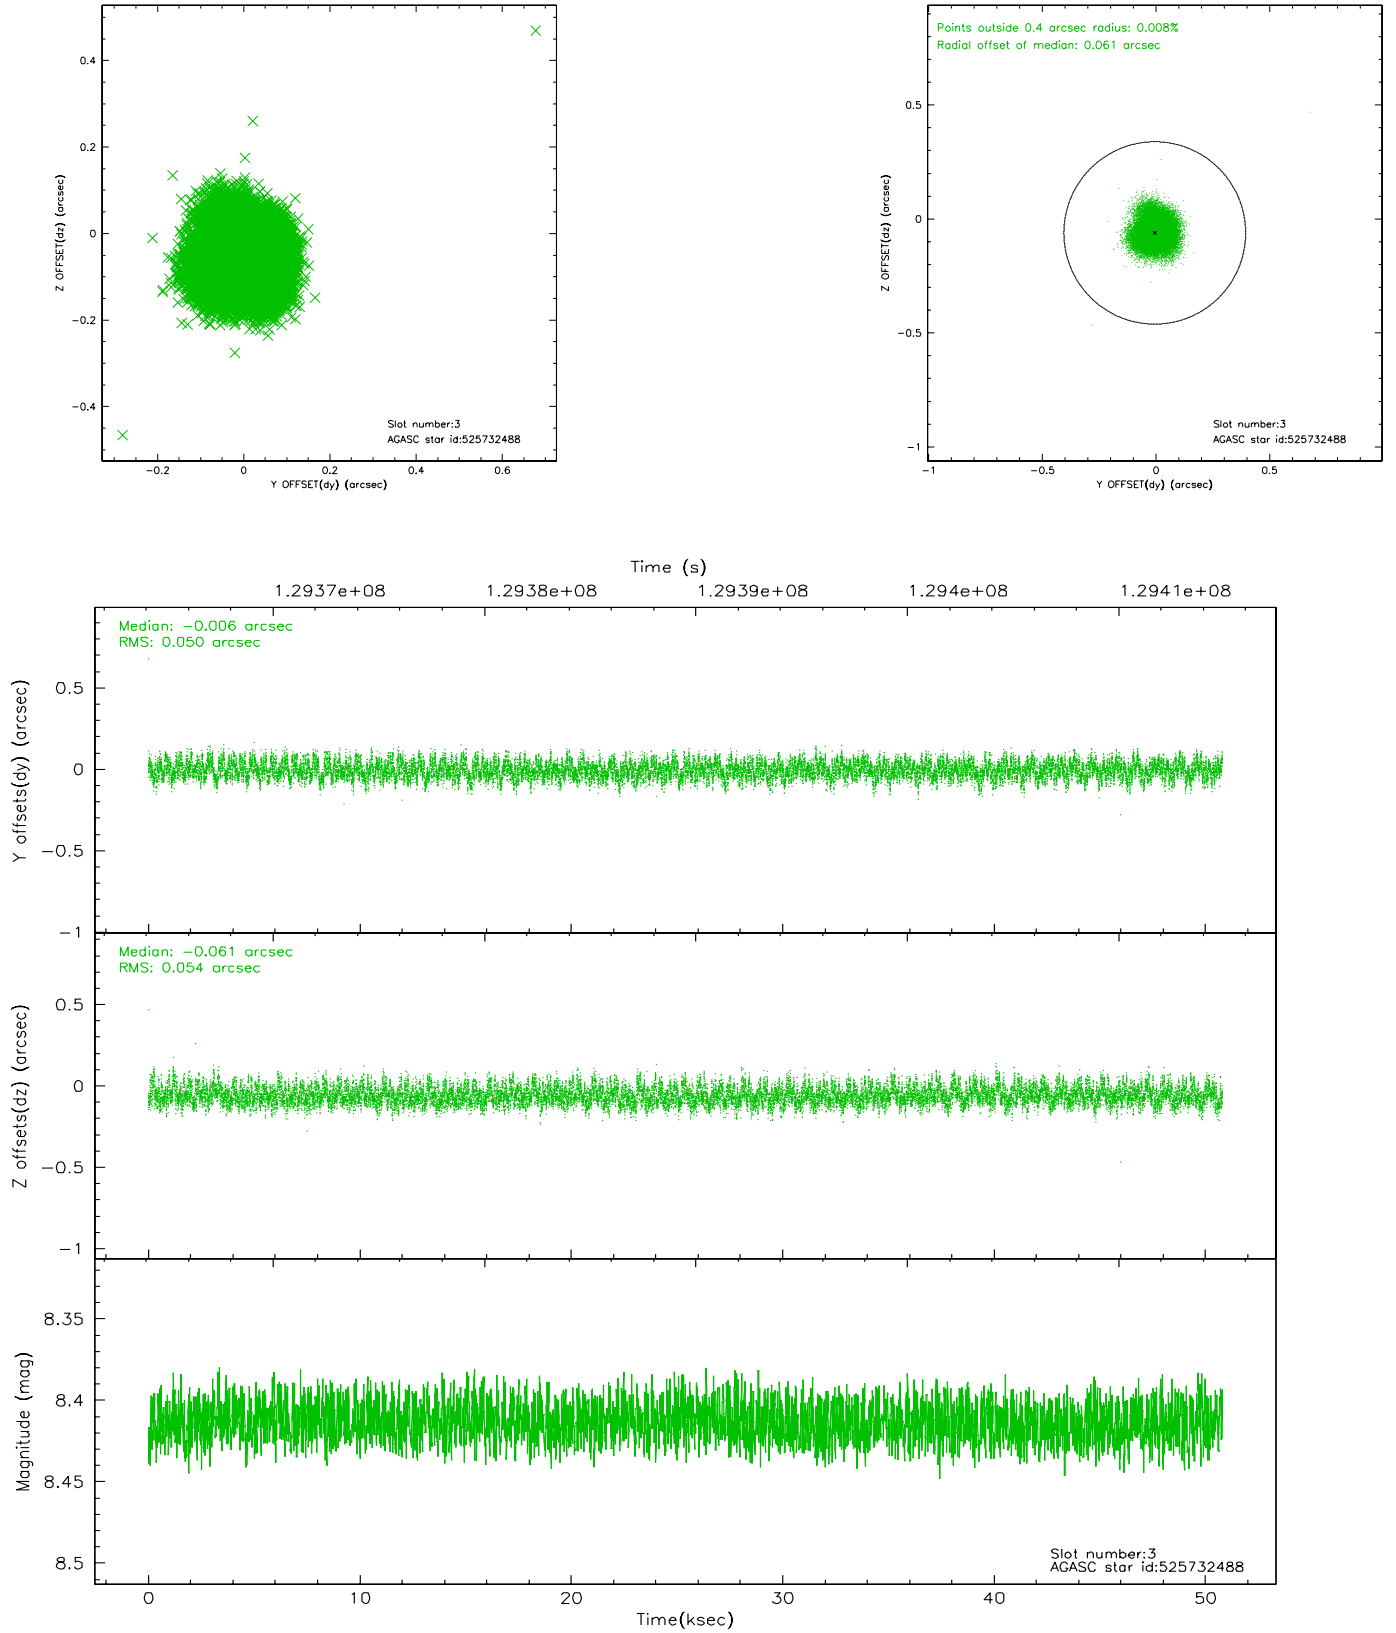 0.4
0.2
0
−0.2
−0.4
Z OFFSET(dz) (arcsec)
Slot number:3
AGASC star id:525732488
−0.2 0 0.2 0.4 0.6
Y OFFSET(dy) (arcsec)
Points outside 0.4 arcsec radius: 0.008%
Radial offset of median: 0.061 arcsec
0.5
0
−0.5
−1
Z OFFSET(dz) (arcsec)
Slot number:3
AGASC star id:525732488
−1 −0.5 0 0.5
Y OFFSET(dy) (arcsec)
Time (s)
1.2937e+08 1.2938e+08 1.2939e+08 1.294e+08 1.2941e+08
Median: −0.006 arcsec
RMS: 0.050 arcsec
0.5
0
−0.5
−1
Y offsets(dy) (arcsec)
Median: −0.061 arcsec
RMS: 0.054 arcsec
0.5
0
−0.5
−1
Z offsets(dz) (arcsec)
8.35
8.4
8.45
8.5
Magnitude (mag)
Slot number:3
AGASC star id:525732488
0 10 20 30 40 50
Time(ksec)